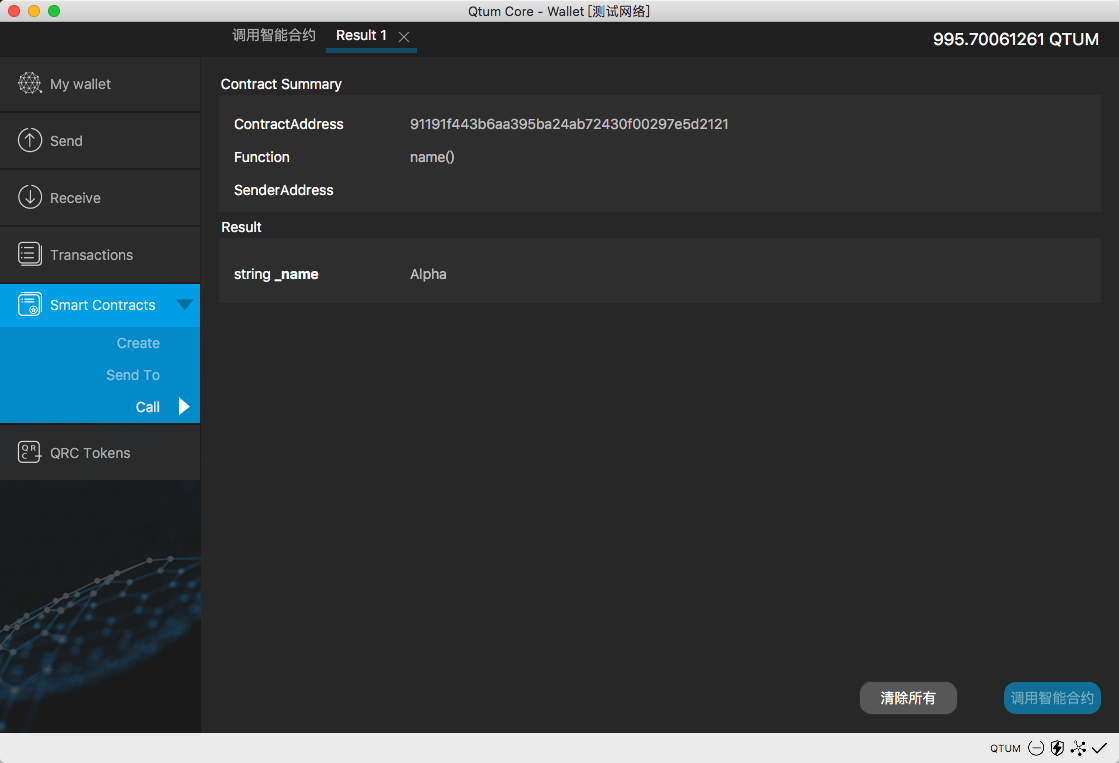 Qtum Core - Wallet [测试网络]
调用智能合约 Result 1
995.70061261 QTUM
My wallet
Send
Receive
Transactions
Smart Contracts
Create
Send To
Call
QRC Tokens
Contract Summary
ContractAddress 91191f443b6aa395ba24ab72430f00297e5d2121
Function name()
SenderAddress
Result
string _name Alpha
清除所有 调用智能合约
QTUM